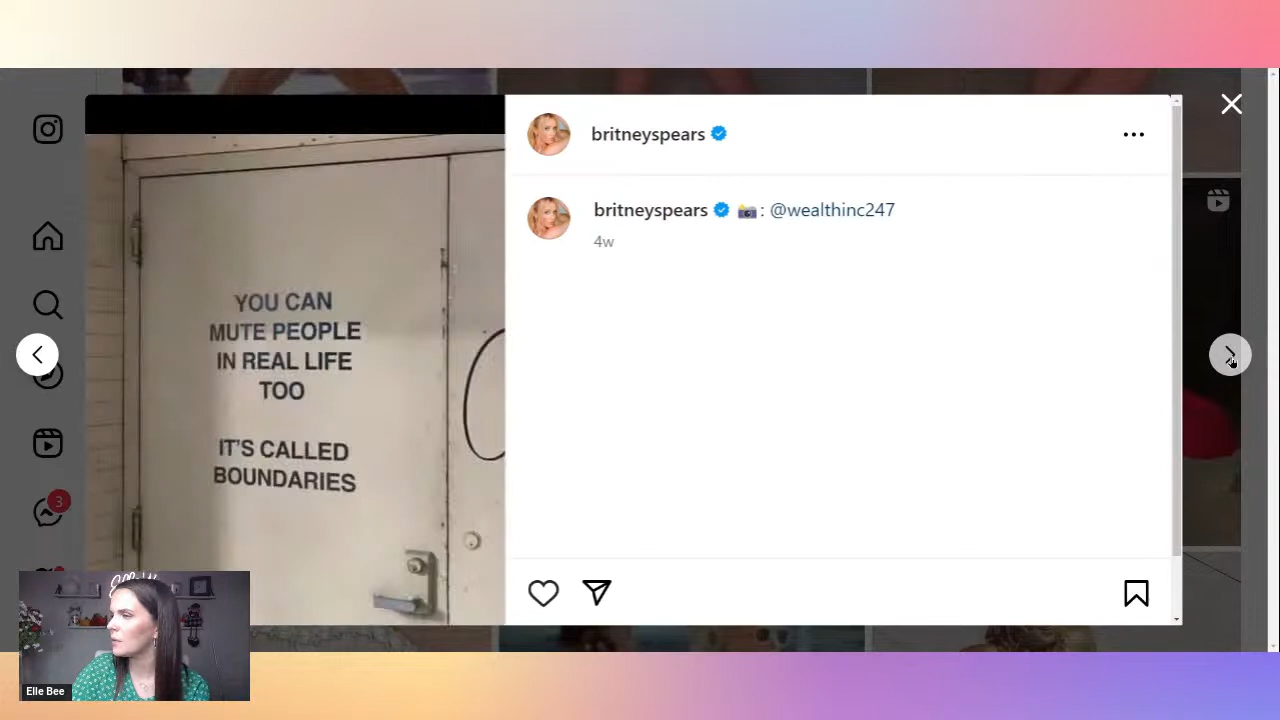 britneyspears
britneyspears 📷: @wealthinc247
4w
YOU CAN
MUTE PEOPLE
IN REAL LIFE
TOO
IT'S CALLED
BOUNDARIES
3
Elle Bee